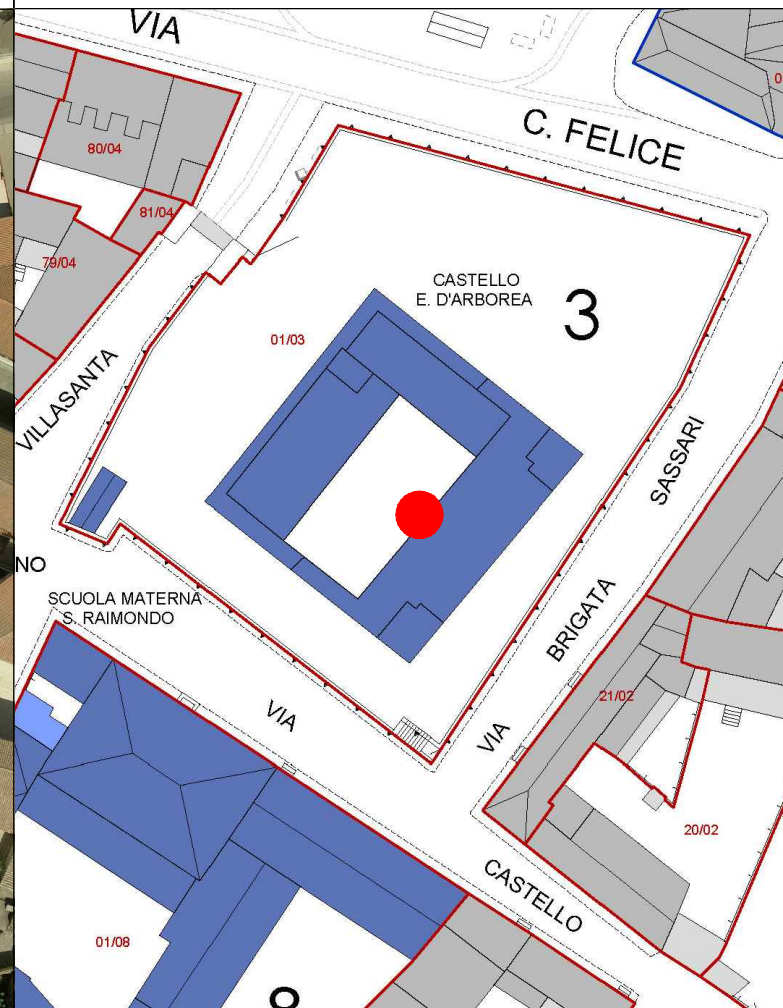 VIA
C. FELICE
80/04
81/04
79/04
CASTELLO
E. D'ARBOREA
3
01/03
VILLASANTA
SASSARI
NO
SCUOLA MATERNA
S. RAIMONDO
BRIGATA
21/02
VIA
VIA
20/02
CASTELLO
01/08